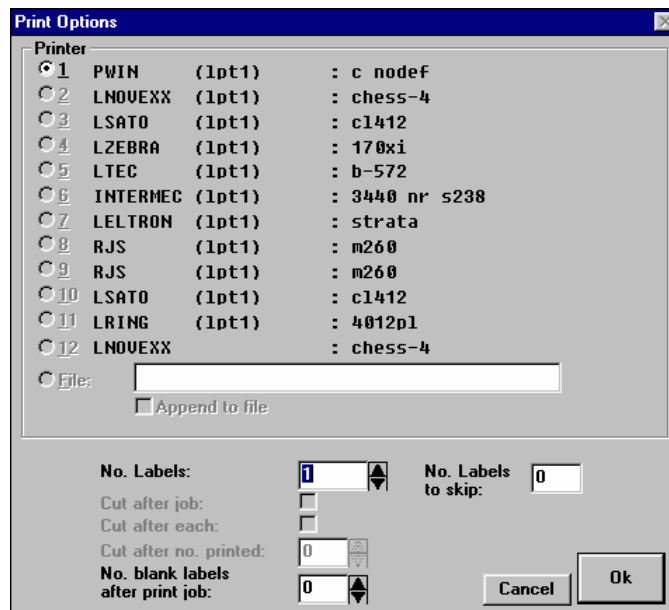 Print Options
Printer
1 PWIN (lpt1) : c nodef
2 LNOVEXX (lpt1) : chess-4
3 LSATO (lpt1) : cl412
4 LZEBRA (lpt1) : 170xi
5 LTEC (lpt1) : b-572
6 INTERMEC (lpt1) : 3440 nr s238
7 LELTRON (lpt1) : strata
8 RJS (lpt1) : m260
9 RJS (lpt1) : m260
10 LSATO (lpt1) : cl412
11 LRING (lpt1) : 4012pl
12 LNOVEXX : chess-4
File:
Append to file
No. Labels: 1 No. Labels
to skip: 0
Cut after job:
Cut after each:
Cut after no. printed: 0
No. blank labels
after print job: 0
Cancel Ok